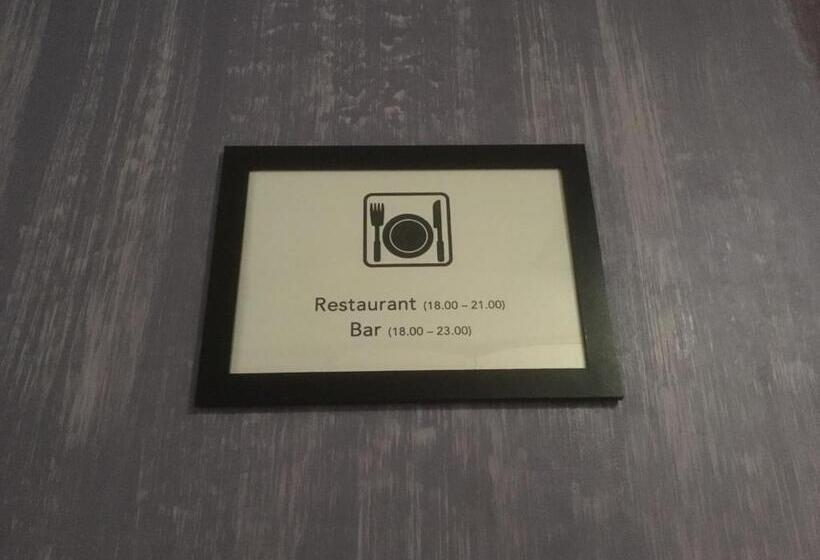 Restaurant (18.00 – 21.00)
Bar (18.00 – 23.00)